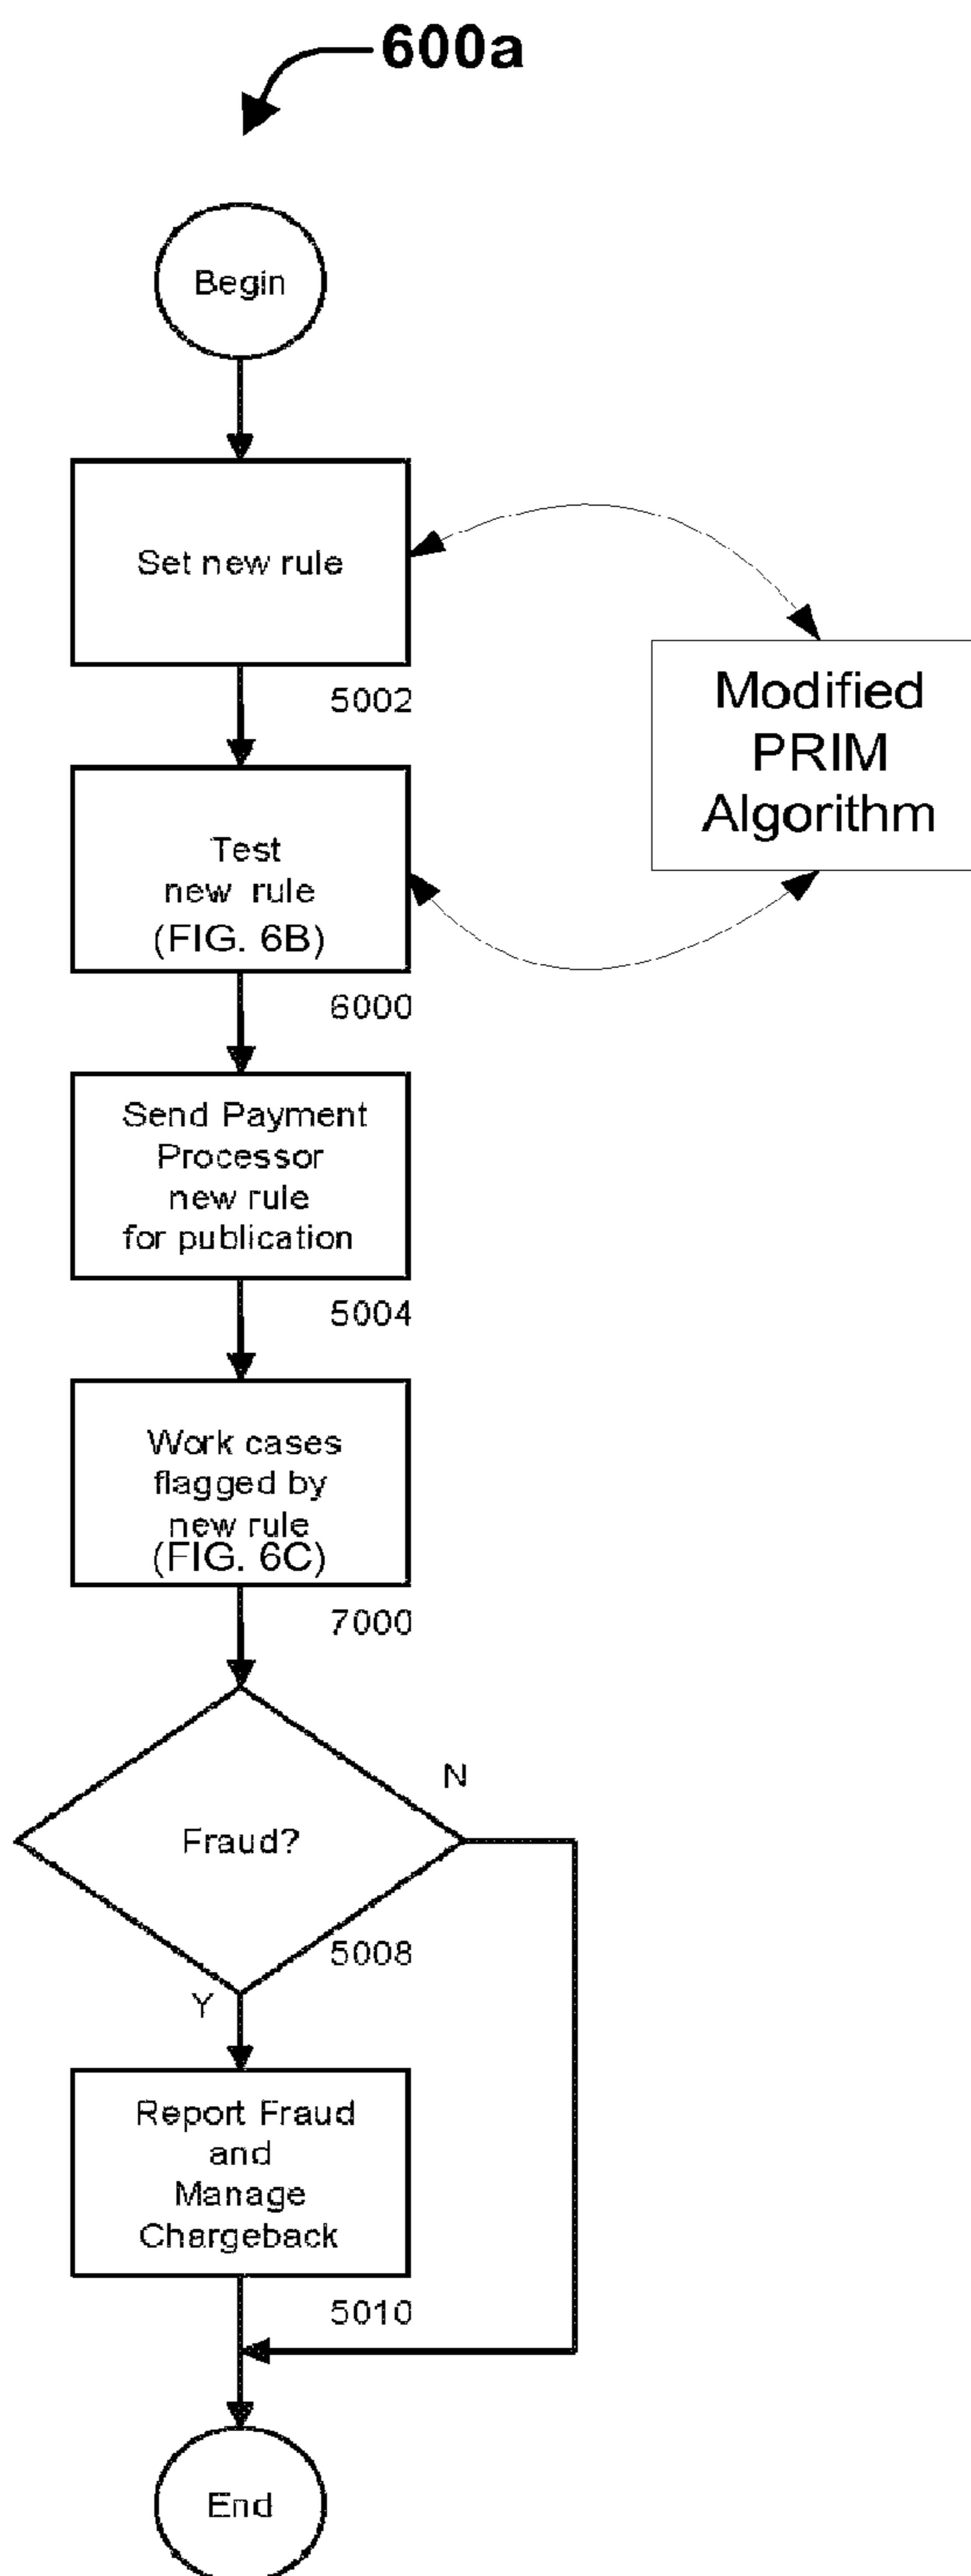 600a
Begin
Set new rule
5002
Modified
PRIM
Algorithm
Test
new rule
(FIG. 6B)
6000
Send Payment
Processor
new rule
for publication
5004
Work cases
flagged by
new rule
(FIG. 6C)
7000
N
Fraud?
5008
Y
Report Fraud
and
Manage
Chargeback
5010
End